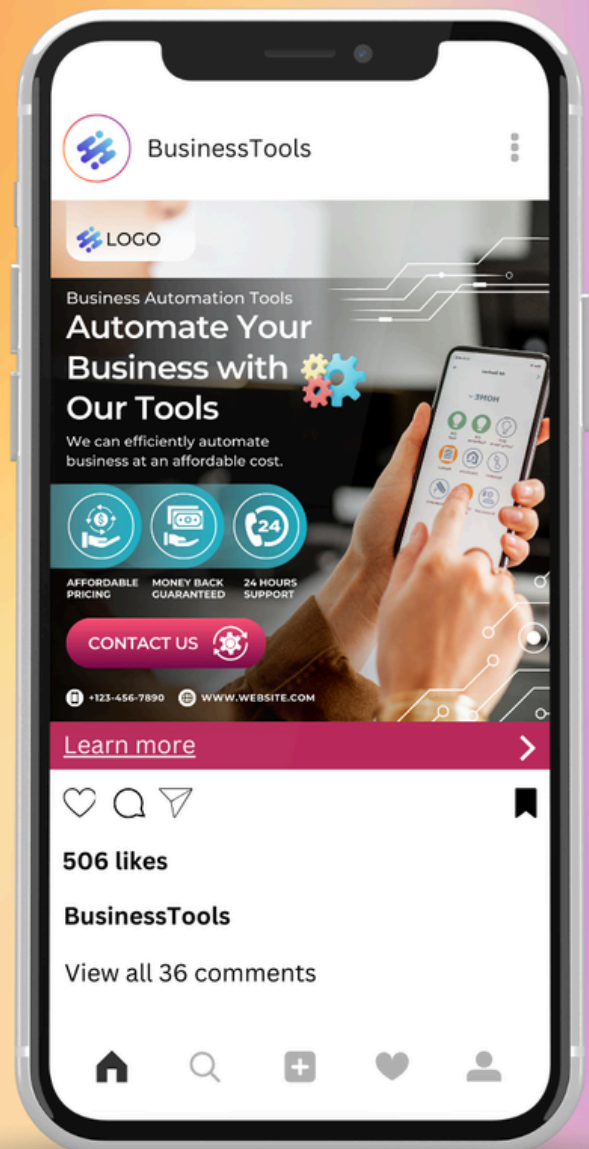 BusinessTools
LOGO
Business Automation Tools
Automate Your
Business with
Our Tools
We can efficiently automate
business at an affordable cost.
24
AFFORDABLE
PRICING
MONEY BACK
GUARANTEED
24 HOURS
SUPPORT
CONTACT US
+123-456-7890 WWW.WEBSITE.COM
Learn more
506 likes
BusinessTools
View all 36 comments